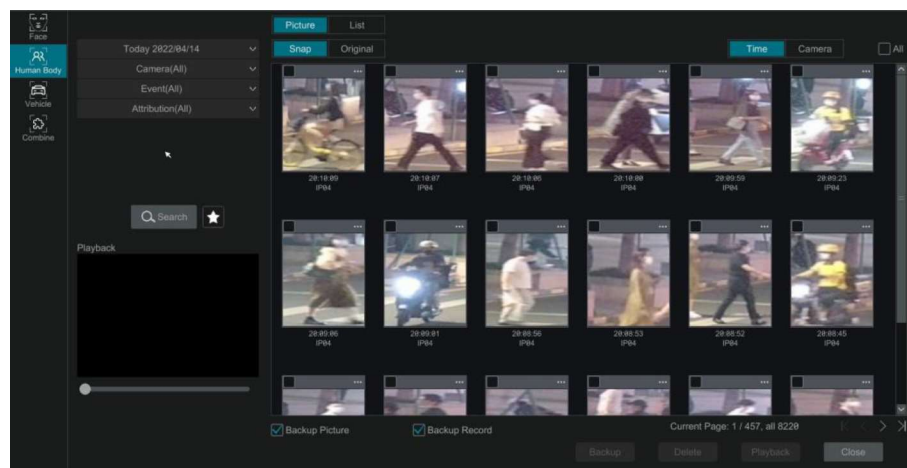 Face
Human Body
Vehicle
Combine
Today 2022/04/14
Camera(All)
Event(All)
Attribution(All)
Search
Playback
Picture List
Snap Original
Time Camera All
20:10:09 20:10:07 20:10:06 20:10:00 20:09:59 20:09:23
IP04 IP04 IP04 IP04 IP04 IP04
20:09:06 20:09:01 20:08:56 20:08:53 20:08:52 20:08:45
IP04 IP04 IP04 IP04 IP04 IP04
Backup Picture Backup Record Current Page: 1 / 457, all 8220
Backup Delete Playback Close